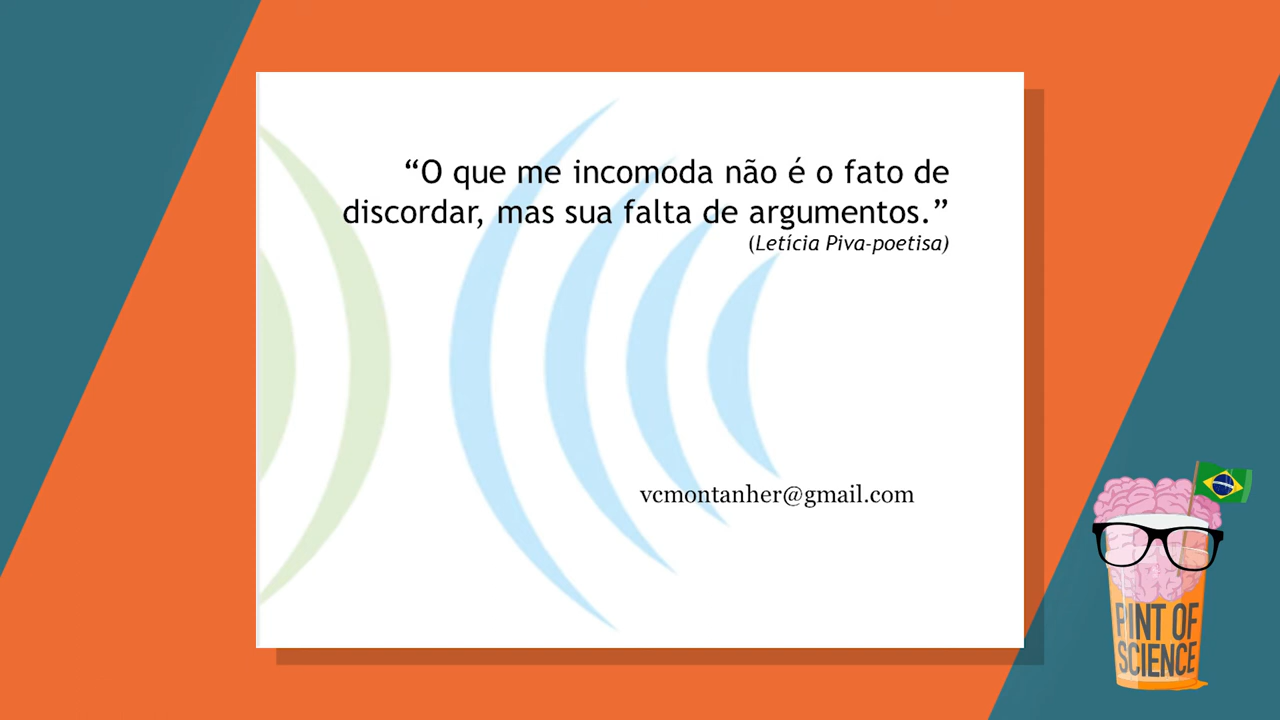 “O que me incomoda não é o fato de
discordar, mas sua falta de argumentos.”
(Letícia Piva-poetisa)
vcmontanher@gmail.com
PINT OF
SCIENCE